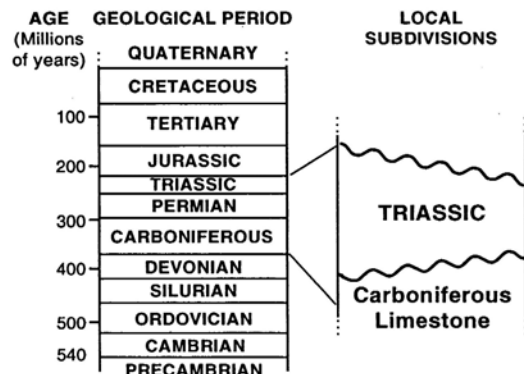 AGE
(Millions
of years)
GEOLOGICAL PERIOD
LOCAL
SUBDIVISIONS
QUATERNARY
CRETACEOUS
100
TERTIARY
JURASSIC
200
TRIASSIC
PERMIAN
300
CARBONIFEROUS
400
DEVONIAN
SILURIAN
500
ORDOVICIAN
540
CAMBRIAN
PRECAMBRIAN
TRIASSIC
Carboniferous
Limestone